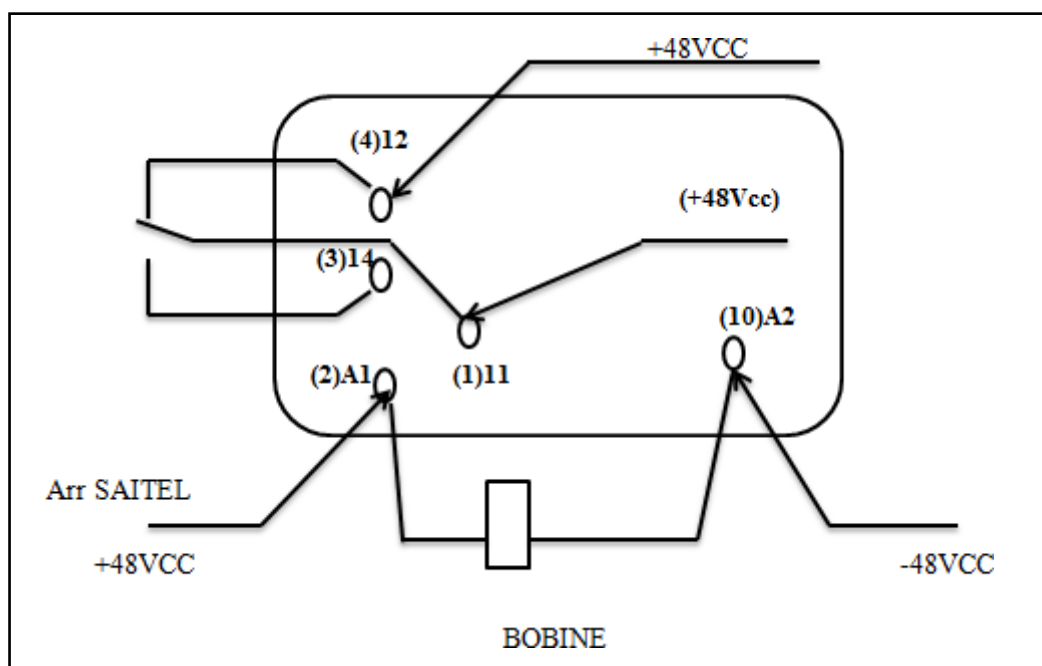 +48VCC
(4)12
(+48Vcc)
(3)14
(10)A2
(2)A1
(1)11
Arr SAITEL
+48VCC
-48VCC
BOBINE